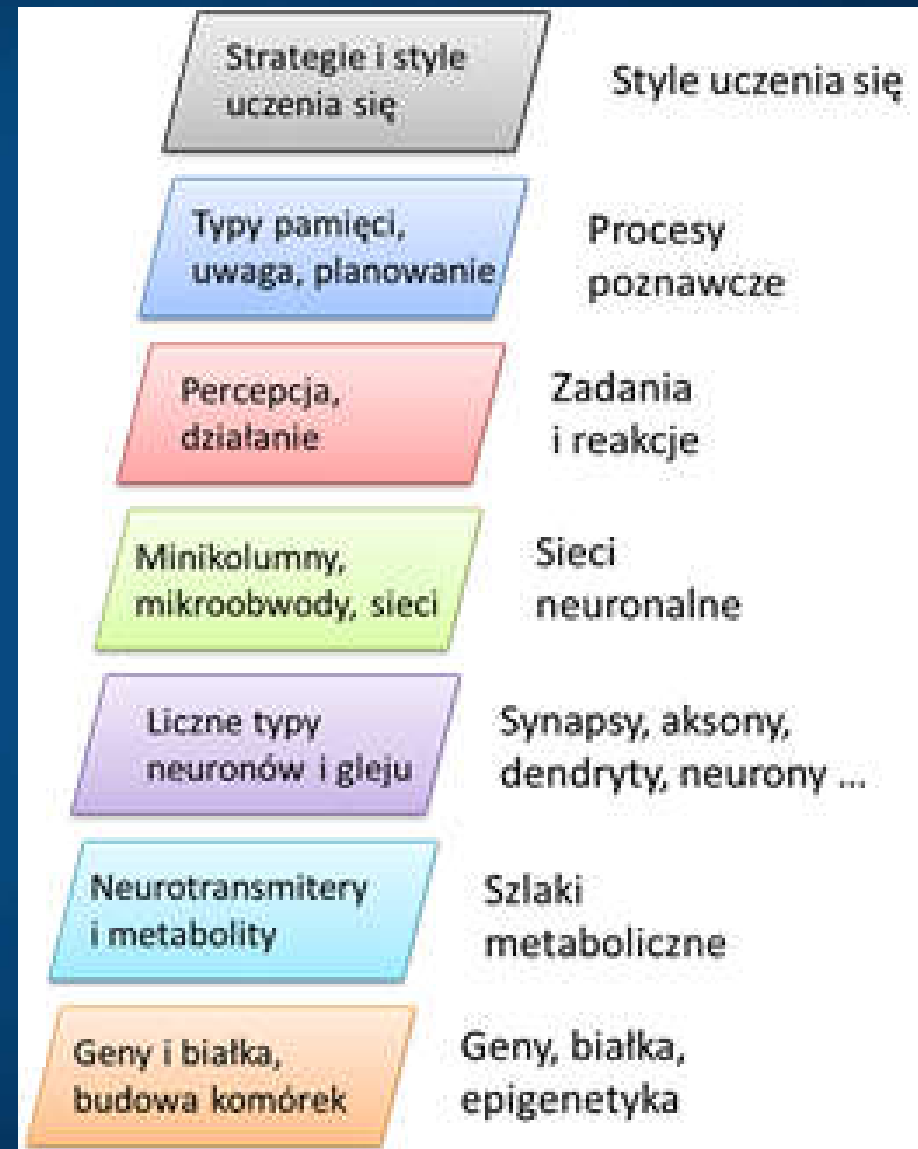 Strategie i style
uczenia się
Style uczenia się
Typy pamięci,
uwaga, planowanie
Procesy
poznawcze
Percepcja,
działanie
Zadania
i reakcje
Minikolumny,
mikroobwody, sieci
Sieci
neuronalne
Liczne typy
neuronów i gleju
Synapsy, aksony,
dendryty, neurony ...
Neurotransmitery
i metabolity
Szlaki
metaboliczne
Geny i białka,
budowa komórek
Geny, białka,
epigenetyka